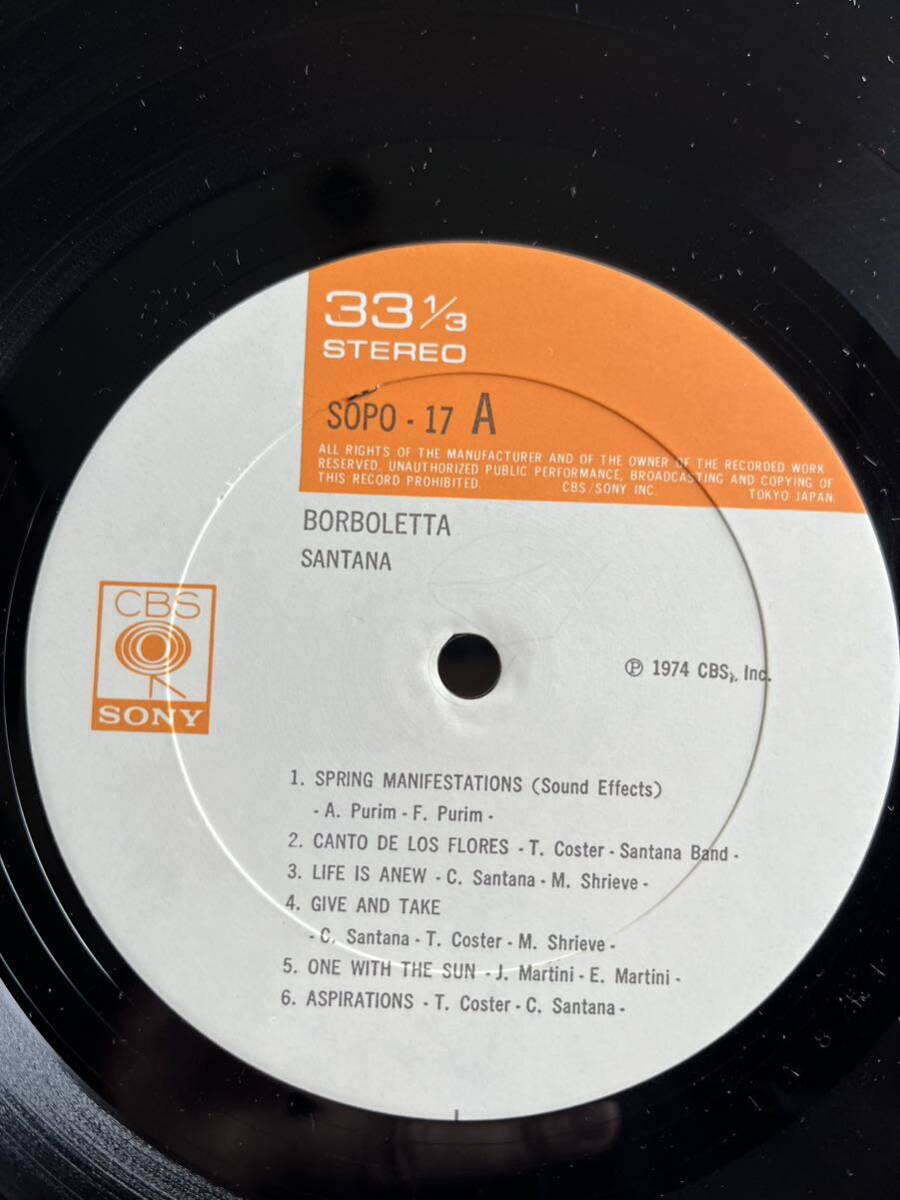 33 1/3
STEREO
SOPO - 17 A
ALL RIGHTS OF THE MANUFACTURER AND OF THE OWNER OF THE RECORDED WORK
RESERVED. UNAUTHORIZED PUBLIC PERFORMANCE, BROADCASTING AND COPYING OF
THIS RECORD PROHIBITED. CBS/SONY INC. TOKYO JAPAN.
BORBOLETTA
SANTANA
CBS
SONY
℗ 1974 CBS, Inc.
1. SPRING MANIFESTATIONS (Sound Effects)
- A. Purim - F. Purim -
2. CANTO DE LOS FLORES - T. Coster - Santana Band -
3. LIFE IS ANEW - C. Santana - M. Shrieve -
4. GIVE AND TAKE
- C. Santana - T. Coster - M. Shrieve -
5. ONE WITH THE SUN - J. Martini - E. Martini -
6. ASPIRATIONS - T. Coster - C. Santana -